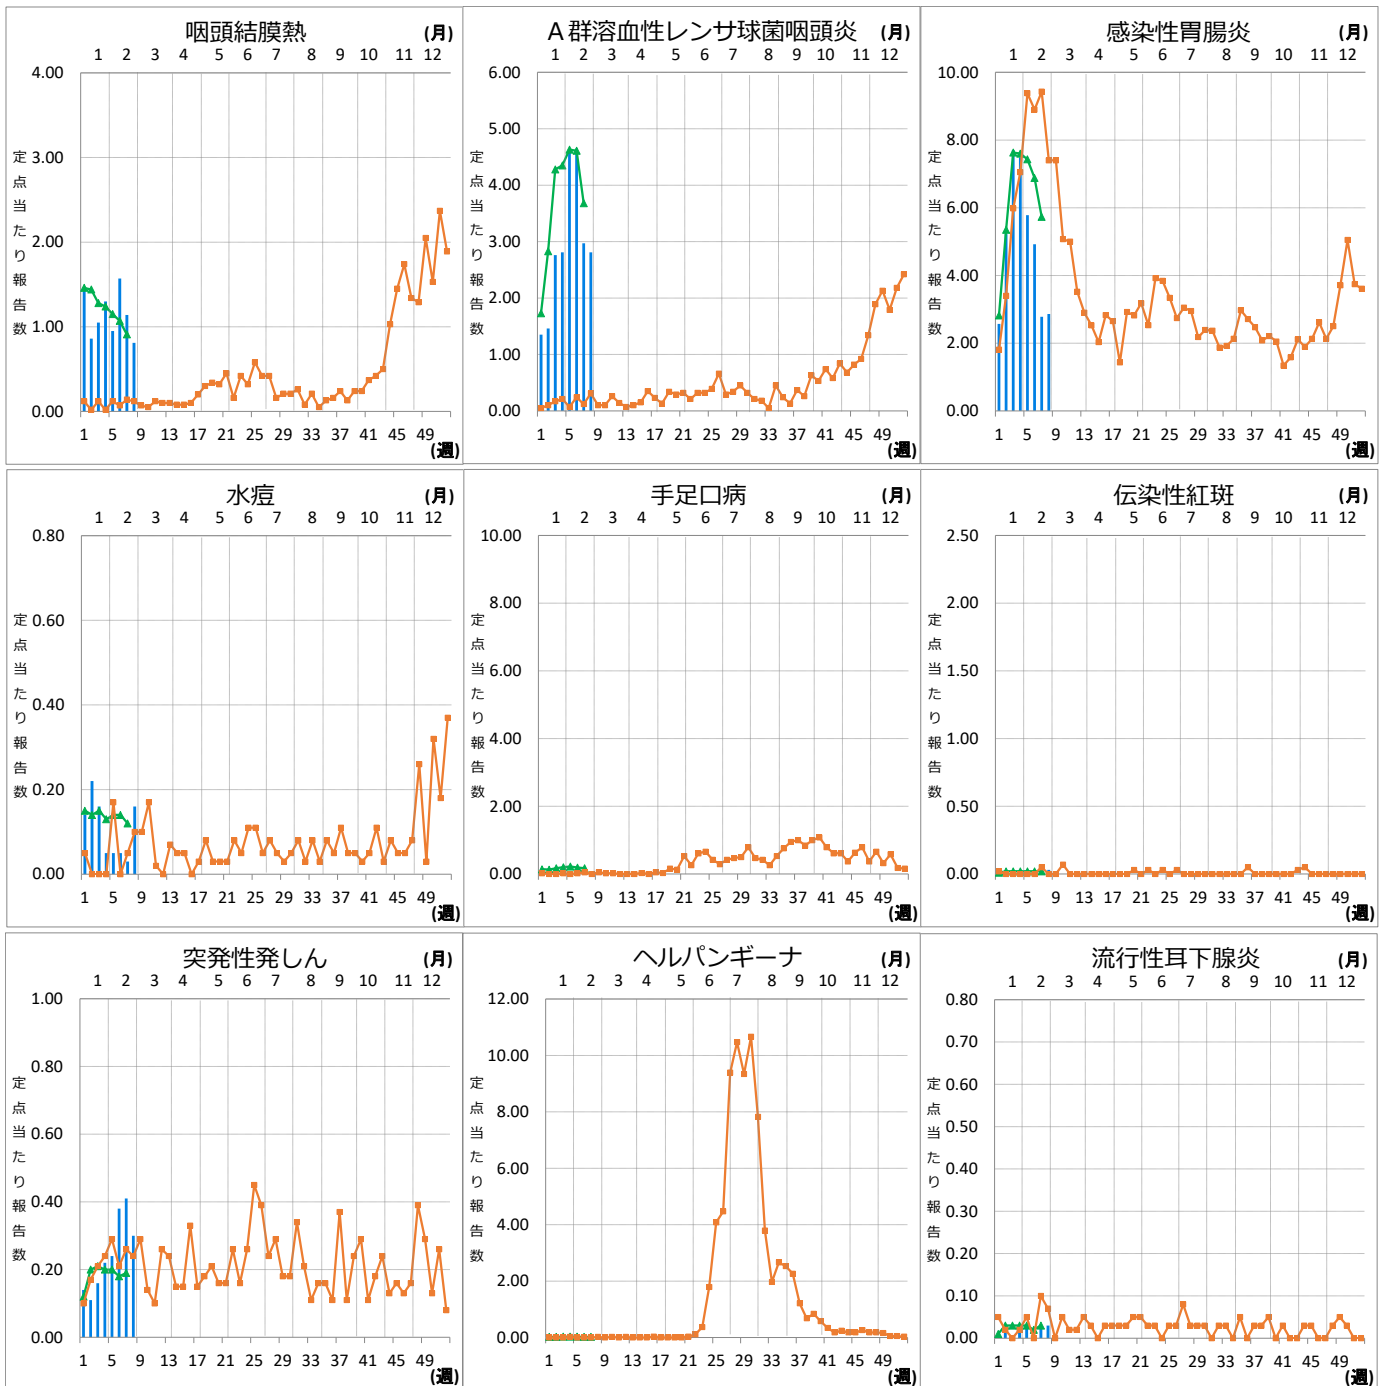 咽頭結膜熱 (月)
1 2 3 4 5 6 7 8 9 10 11 12
4.00
3.00
2.00
1.00
0.00
定点当たり報告数
1 5 9 13 17 21 25 29 33 37 41 45 49
(週)
A群溶血性レンサ球菌咽頭炎 (月)
1 2 3 4 5 6 7 8 9 10 11 12
6.00
5.00
4.00
3.00
2.00
1.00
0.00
定点当たり報告数
1 5 9 13 17 21 25 29 33 37 41 45 49
(週)
感染性胃腸炎 (月)
1 2 3 4 5 6 7 8 9 10 11 12
10.00
8.00
6.00
4.00
2.00
0.00
定点当たり報告数
1 5 9 13 17 21 25 29 33 37 41 45 49
(週)
水痘 (月)
1 2 3 4 5 6 7 8 9 10 11 12
0.80
0.60
0.40
0.20
0.00
定点当たり報告数
1 5 9 13 17 21 25 29 33 37 41 45 49
(週)
手足口病 (月)
1 2 3 4 5 6 7 8 9 10 11 12
10.00
8.00
6.00
4.00
2.00
0.00
定点当たり報告数
1 5 9 13 17 21 25 29 33 37 41 45 49
(週)
伝染性紅斑 (月)
1 2 3 4 5 6 7 8 9 10 11 12
2.50
2.00
1.50
1.00
0.50
0.00
定点当たり報告数
1 5 9 13 17 21 25 29 33 37 41 45 49
(週)
突発性発しん (月)
1 2 3 4 5 6 7 8 9 10 11 12
1.00
0.80
0.60
0.40
0.20
0.00
定点当たり報告数
1 5 9 13 17 21 25 29 33 37 41 45 49
(週)
ヘルパンギーナ (月)
1 2 3 4 5 6 7 8 9 10 11 12
12.00
10.00
8.00
6.00
4.00
2.00
0.00
定点当たり報告数
1 5 9 13 17 21 25 29 33 37 41 45 49
(週)
流行性耳下腺炎 (月)
1 2 3 4 5 6 7 8 9 10 11 12
0.80
0.70
0.60
0.50
0.40
0.30
0.20
0.10
0.00
定点当たり報告数
1 5 9 13 17 21 25 29 33 37 41 45 49
(週)